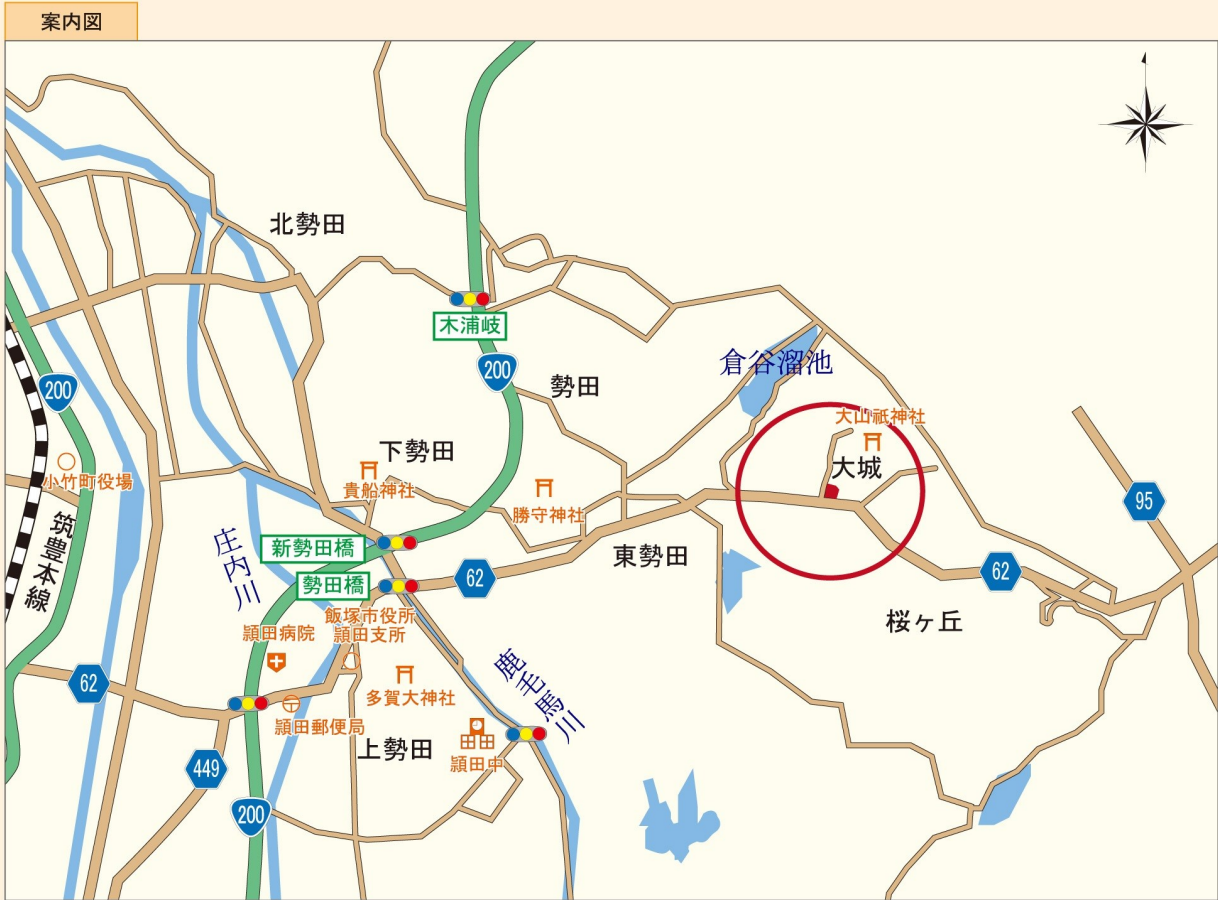 案内図
北勢田
木浦岐
200
倉谷溜池
勢田
200
大山祇神社
下勢田
大城
小竹町役場
貴船神社
勝守神社
95
筑豊本線
庄内川
新勢田橋
東勢田
勢田橋
62
62
飯塚市役所
頴田支所
桜ヶ丘
頴田病院
鹿毛馬川
62
多賀大神社
頴田郵便局
上勢田
頴田中
449
200